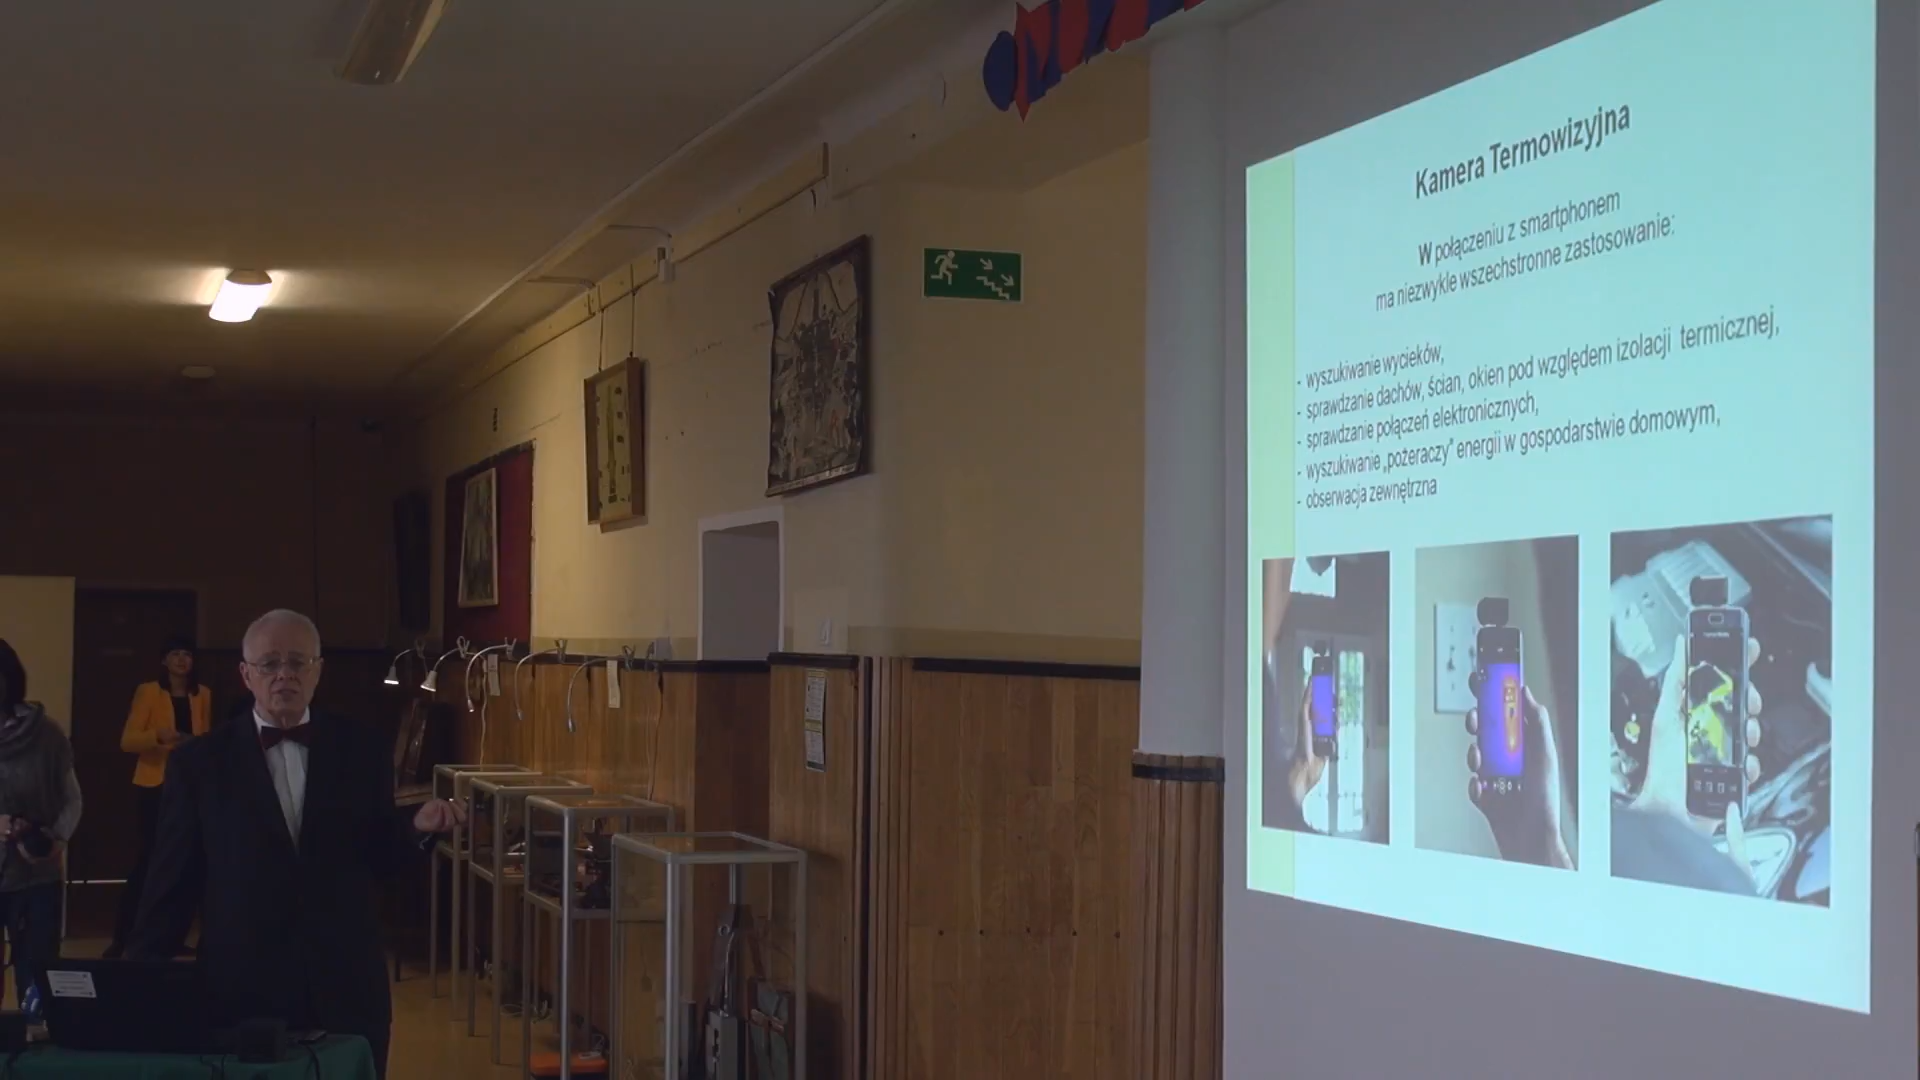 Kamera Termowizyjna
W połączeniu z smartphonem
ma niezwykle wszechstronne zastosowanie:
- wyszukiwanie wycieków,
- sprawdzanie dachów, ścian, okien pod względem izolacji termicznej,
- sprawdzanie połączeń elektronicznych,
- wyszukiwanie „pożeraczy" energii w gospodarstwie domowym,
- obserwacja zewnętrzna